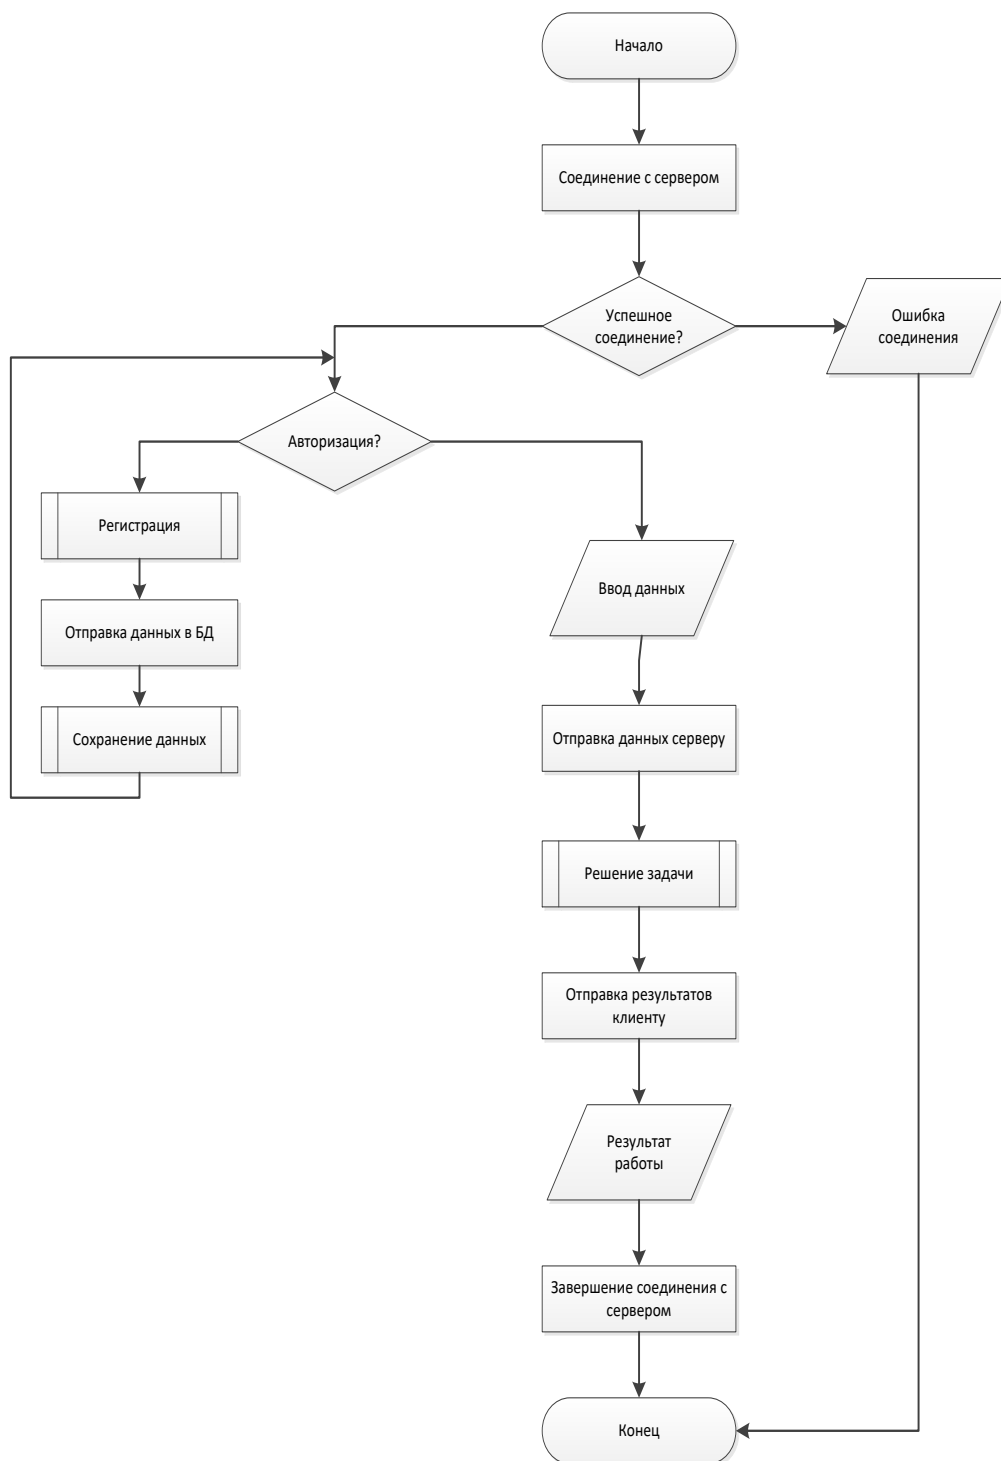 Начало
Соединение с сервером
Успешное
соединение?
Ошибка
соединения
Авторизация?
Регистрация
Ввод данных
Отправка данных в БД
Сохранение данных
Отправка данных серверу
Решение задачи
Отправка результатов
клиенту
Результат
работы
Завершение соединения с
сервером
Конец